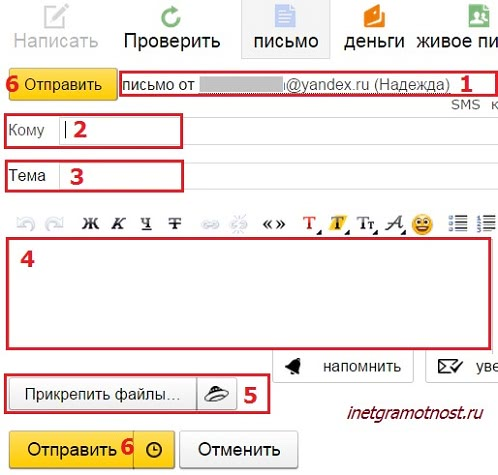 Написать Проверить письмо деньги живое пи
6 Отправить письмо от @yandex.ru (Надежда) 1
SMS к
Кому 2
Тема 3
Ж К Ч Т « » Т Т Тт А
4
напомнить уве
Прикрепить файлы... 5
inetgramotnost.ru
Отправить 6 Отменить